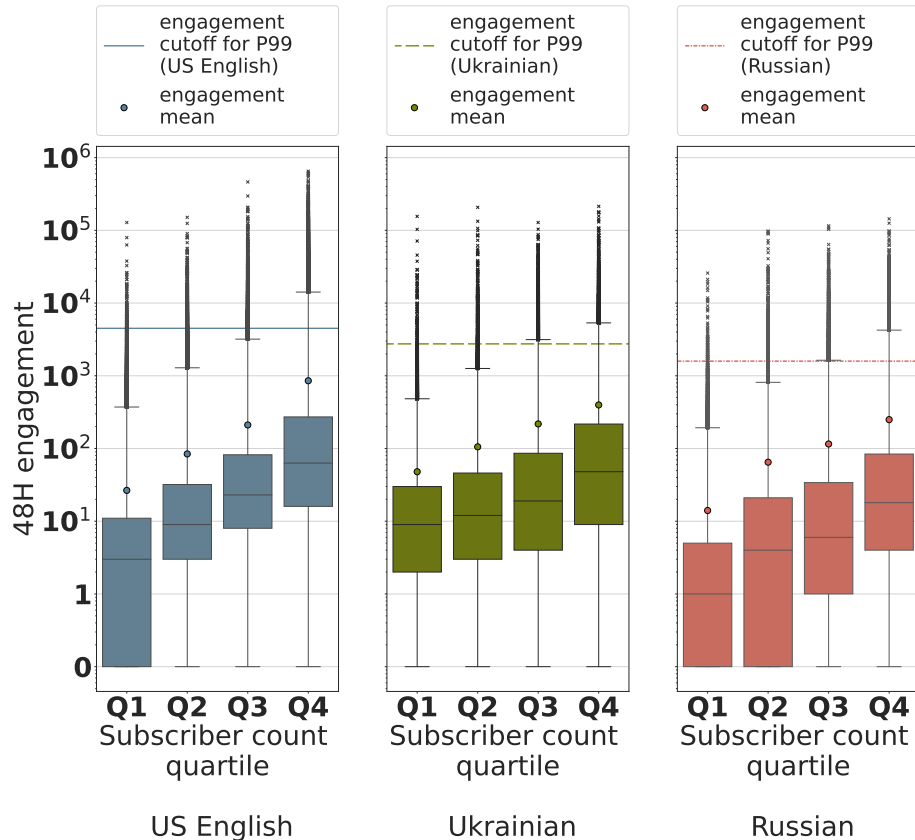 engagement
cutoff for P99
(US English)
engagement
mean
engagement
cutoff for P99
(Ukrainian)
engagement
mean
engagement
cutoff for P99
(Russian)
engagement
mean
48H engagement
10⁶
10⁵
10⁴
10³
10²
10¹
1
0
Q1 Q2 Q3 Q4
Subscriber count
quartile
US English
Q1 Q2 Q3 Q4
Subscriber count
quartile
Ukrainian
Q1 Q2 Q3 Q4
Subscriber count
quartile
Russian